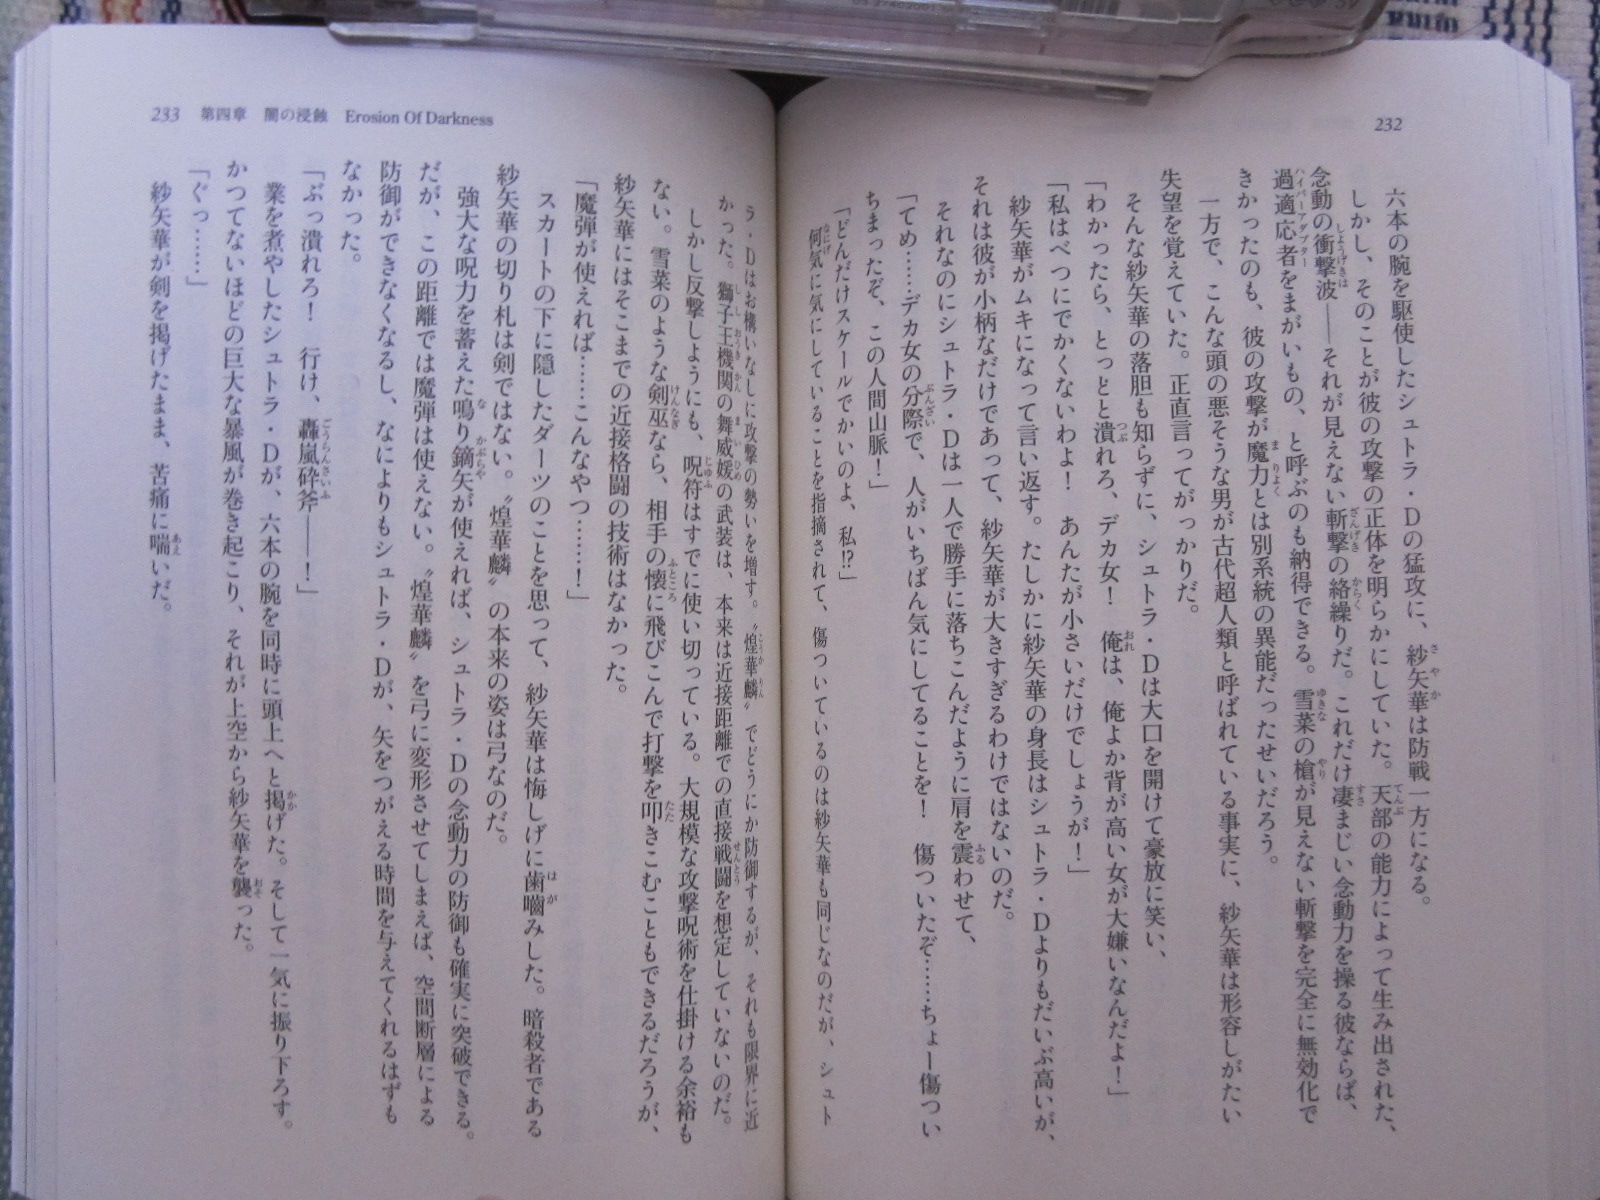 232
六本の腕を駆使したシュトラ・Dの猛攻に、紗矢華は防戦一方になる。
しかし、そのことが彼の攻撃の正体を明らかにしていた。天部の能力によって生み出された、
念動の衝撃波――それが見えない斬撃の絡繰りだ。これだけ凄まじい念動力を操る彼ならば、
過適応者をまがいもの、と呼ぶのも納得できる。雪菜の槍が見えない斬撃を完全に無効化で
きかったのも、彼の攻撃が魔力とは別系統の異能だったせいだろう。
一方で、こんな頭の悪そうな男が古代超人類と呼ばれている事実に、紗矢華は形容しがたい
失望を覚えていた。正直言ってがっかりだ。
そんな紗矢華の落胆も知らずに、シュトラ・Dは大口を開けて豪放に笑い、
「わかったら、とっとと潰れろ、デカ女！　俺は、俺よか背が高い女が大嫌いなんだよ！」
「私はべつにでかくないわよ！　あんたが小さいだけでしょうが！」
紗矢華がムキになって言い返す。たしかに紗矢華の身長はシュトラ・Dよりもだいぶ高いが、
それは彼が小柄なだけであって、紗矢華が大きすぎるわけではないのだ。
それなのにシュトラ・Dは一人で勝手に落ちこんだように肩を震わせて、
「てめ……デカ女の分際で、人がいちばん気にしてることを！　傷ついたぞ……ちょー傷つい
ちまったぞ、この人間山脈！」
「どんだけスケールでかいのよ、私!?」
何気に気にしていることを指摘されて、傷ついているのは紗矢華も同じなのだが、シュト
233　第四章　闇の浸蝕　Erosion Of Darkness
ラ・Dはお構いなしに攻撃の勢いを増す。〝煌華麟〟でどうにか防御するが、それも限界に近
かった。獅子王機関の舞威媛の武装は、本来は近接距離での直接戦闘を想定していないのだ。
しかし反撃しようにも、呪符はすでに使い切っている。大規模な攻撃呪術を仕掛ける余裕も
ない。雪菜のような剣巫なら、相手の懐に飛びこんで打撃を叩きこむこともできるだろうが、
紗矢華にはそこまでの近接格闘の技術はなかった。
「魔弾が使えれば……こんなやつ……！」
スカートの下に隠したダーツのことを思って、紗矢華は悔しげに歯嚙みした。暗殺者である
紗矢華の切り札は剣ではない。〝煌華麟〟の本来の姿は弓なのだ。
強大な呪力を蓄えた鳴り鏑矢が使えれば、シュトラ・Dの念動力の防御も確実に突破できる。
だが、この距離では魔弾は使えない。〝煌華麟〟を弓に変形させてしまえば、空間断層による
防御ができなくなるし、なによりもシュトラ・Dが、矢をつがえる時間を与えてくれるはずも
なかった。
「ぶっ潰れろ！　行け、轟嵐砕斧――！」
業を煮やしたシュトラ・Dが、六本の腕を同時に頭上へと掲げた。そして一気に振り下ろす。
かつてないほどの巨大な暴風が巻き起こり、それが上空から紗矢華を襲った。
「ぐっ……」
紗矢華が剣を掲げたまま、苦痛に喘いだ。